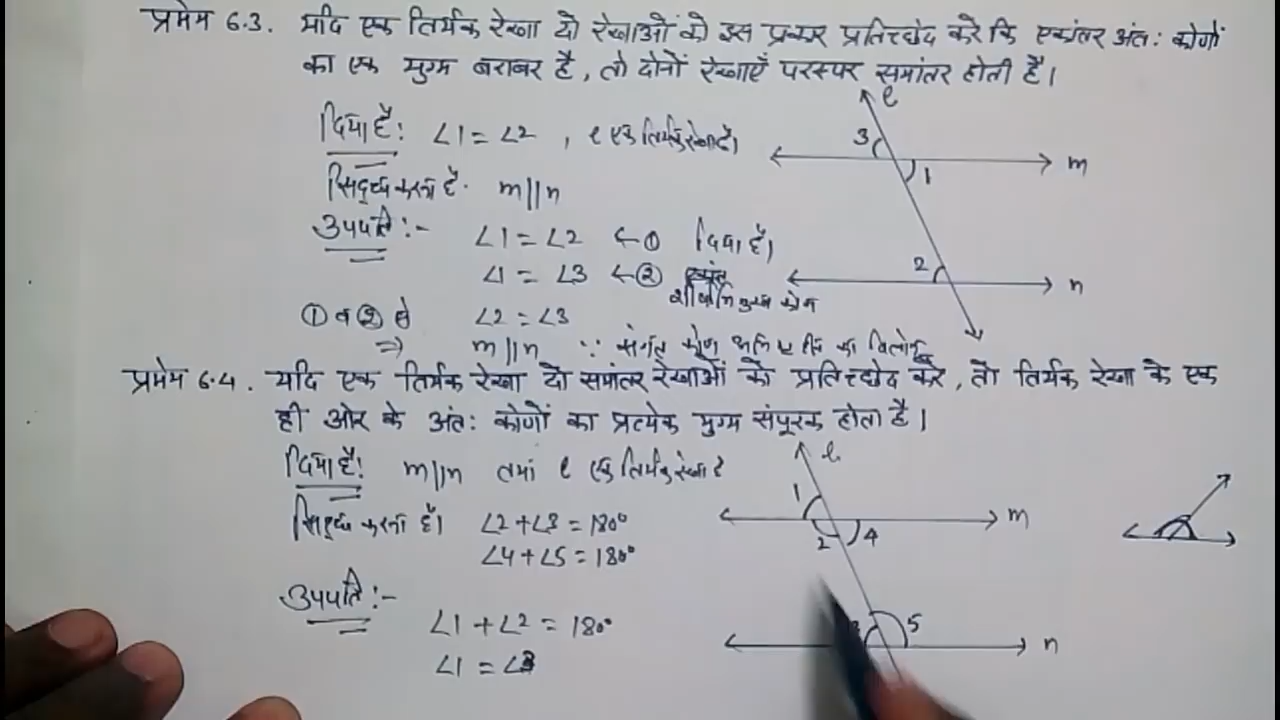 प्रमेय 6.3. यदि एक तिर्यक रेखा दो रेखाओं को इस प्रकार प्रतिच्छेद करे कि एकांतर अंत: कोणों
का एक युग्म बराबर है, तो दोनों रेखाएँ परस्पर समांतर होती है।
दिया है: ∠1 = ∠2 , l एक तिर्यक रेखा है।
सिद्ध करना है. m||n
उपपति :-
∠1 = ∠2 ←① दिया है।
∠1 = ∠3 ←②
शीर्षाभिमुख कोण
① व ② से ∠2 = ∠3
⇒ m||n ∵ संगत कोण का विलोम
l
3
m
1
2
n
प्रमेय 6.4. यदि एक तिर्यक रेखा दो समांतर रेखाओं को प्रतिच्छेद करे, तो तिर्यक रेखा के एक
ही ओर के अंत: कोणों का प्रत्येक युग्म संपूरक होता है।
दिया है: m||n तथा l एक तिर्यक रेखा है
सिद्ध करना है। ∠2+∠3 = 180°
∠4+∠5 = 180°
उपपति :-
∠1 + ∠2 = 180°
∠1 = ∠3
l
1
m
2 4
5
n